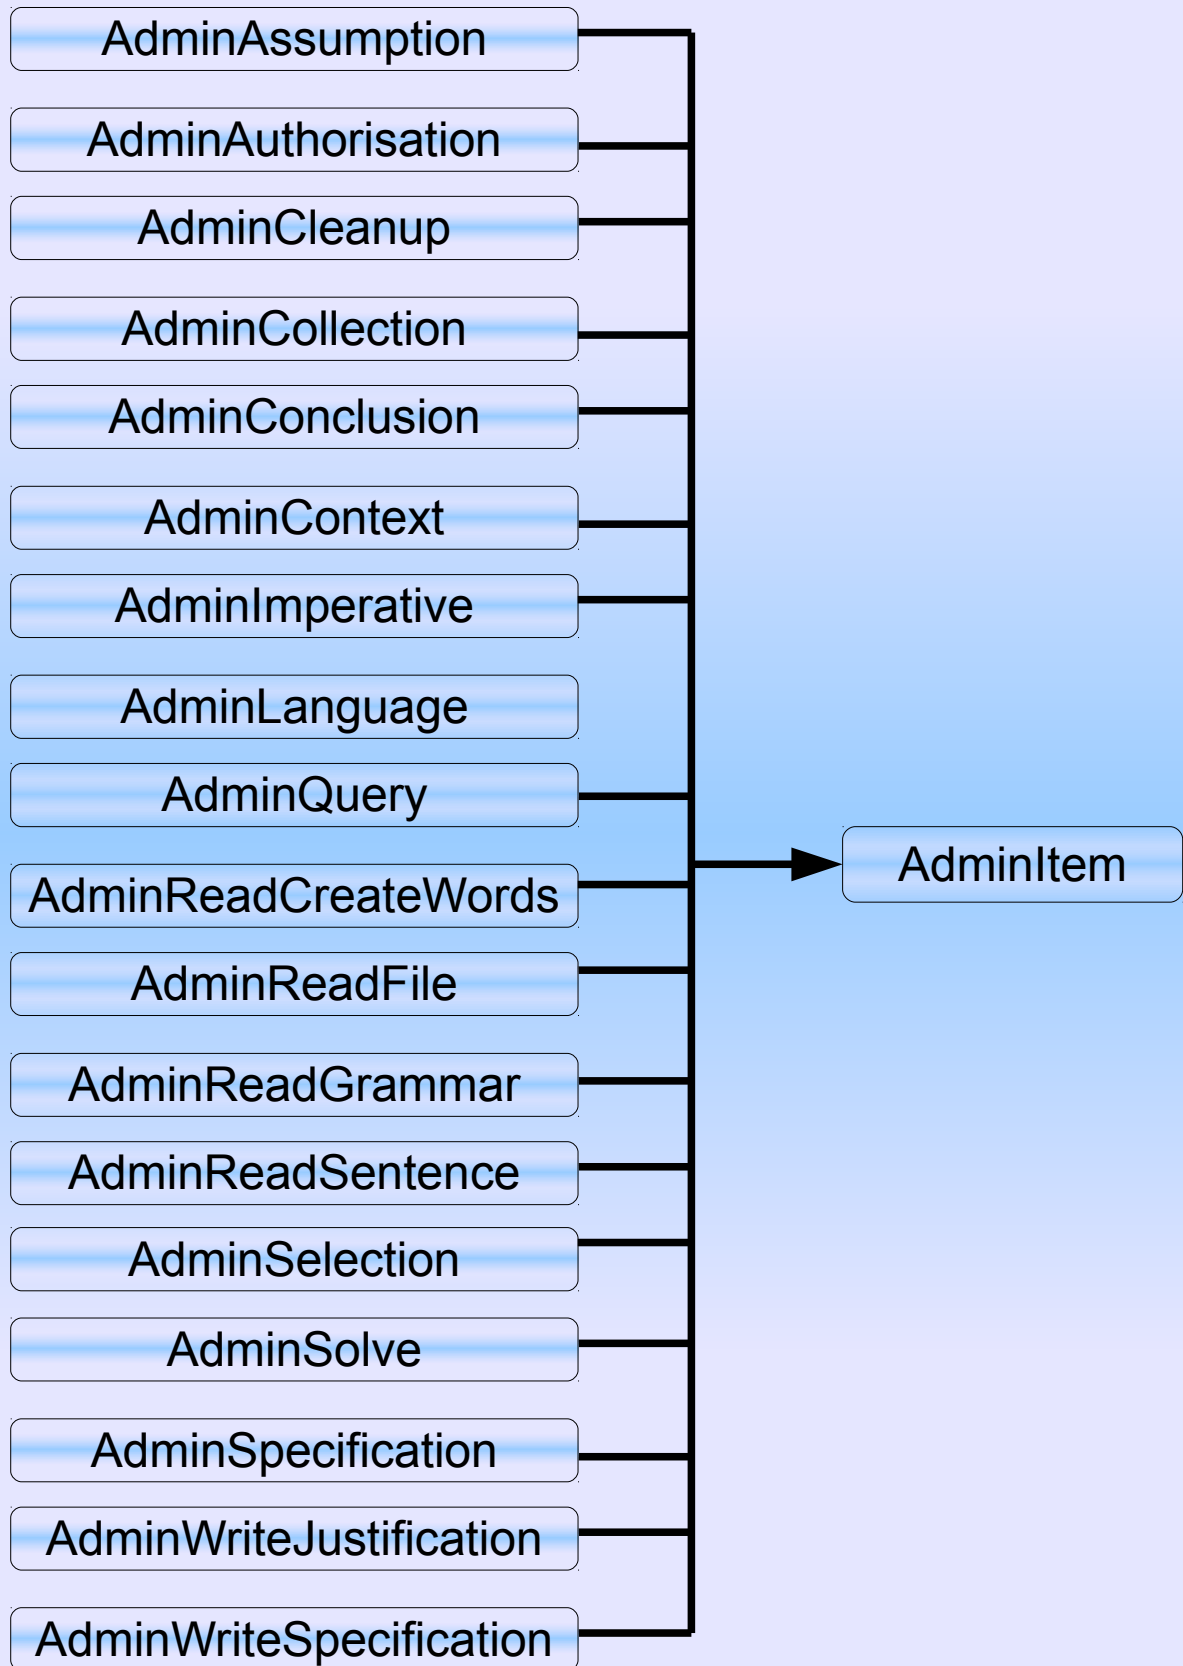 AdminAssumption
AdminAuthorisation
AdminCleanup
AdminCollection
AdminConclusion
AdminContext
AdminImperative
AdminLanguage
AdminQuery
AdminItem
AdminReadCreateWords
AdminReadFile
AdminReadGrammar
AdminReadSentence
AdminSelection
AdminSolve
AdminSpecification
AdminWriteJustification
AdminWriteSpecification